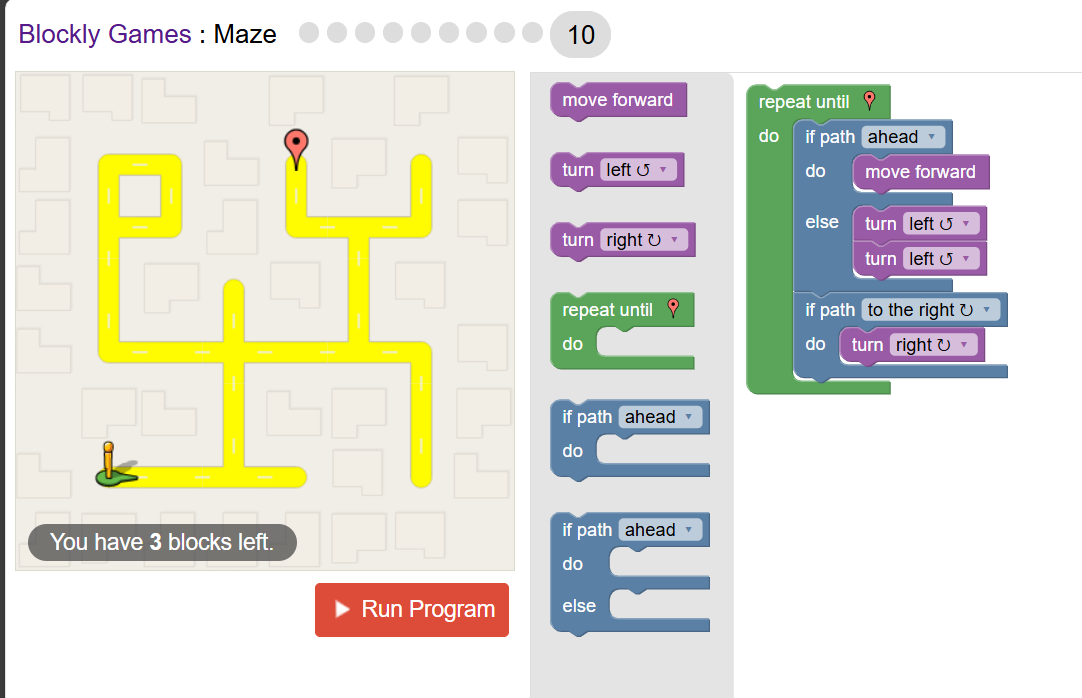 Blockly Games : Maze 10
You have 3 blocks left.
Run Program
move forward
turn left ↺ ▾
turn right ↻ ▾
repeat until
do
if path ahead ▾
do
if path ahead ▾
do
else
repeat until
do if path ahead ▾
do move forward
else turn left ↺ ▾
turn left ↺ ▾
if path to the right ↻ ▾
do turn right ↻ ▾